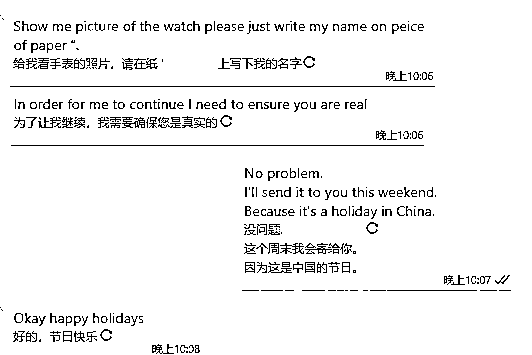 Show me picture of the watch please just write my name on peice
of paper “.
给我看手表的照片，请在纸 ' 上写下我的名字
晚上10:06
In order for me to continue I need to ensure you are real
为了让我继续，我需要确保您是真实的
晚上10:06
No problem.
I'll send it to you this weekend.
Because it's a holiday in China.
没问题.
这个周末我会寄给你。
因为这是中国的节日。
晚上10:07
Okay happy holidays
好的，节日快乐
晚上10:08